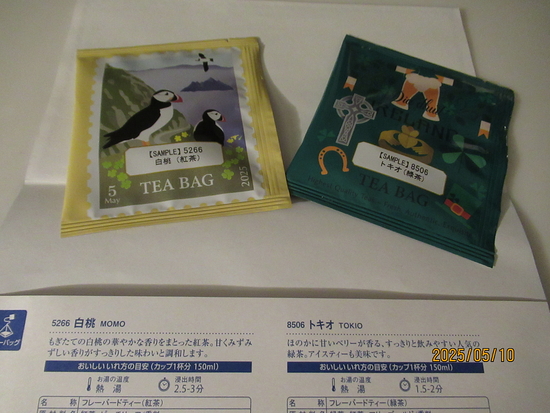 【SAMPLE】5266
白桃（紅茶）
5
May
TEA BAG
2025
【SAMPLE】8506
トキオ（緑茶）
TEA BAG
ーバッグ
5266 白桃 MOMO
もぎたての白桃の華やかな香りをまとった紅茶。甘くみずみ
ずしい香りがすっきりした味わいと調和します。
おいしいいれ方の目安（カップ1杯分 150ml）
お湯の温度
熱湯
浸出時間
2.5-3分
名称
フレーバードティー（紅茶）
8506 トキオ TOKIO
ほのかに甘いベリーが香る、すっきりと飲みやすい人気の
緑茶。アイスティーも美味です。
おいしいいれ方の目安（カップ1杯分 150ml）
お湯の温度
熱湯
浸出時間
名称
フレーバードティー（緑茶）
2025/05/10